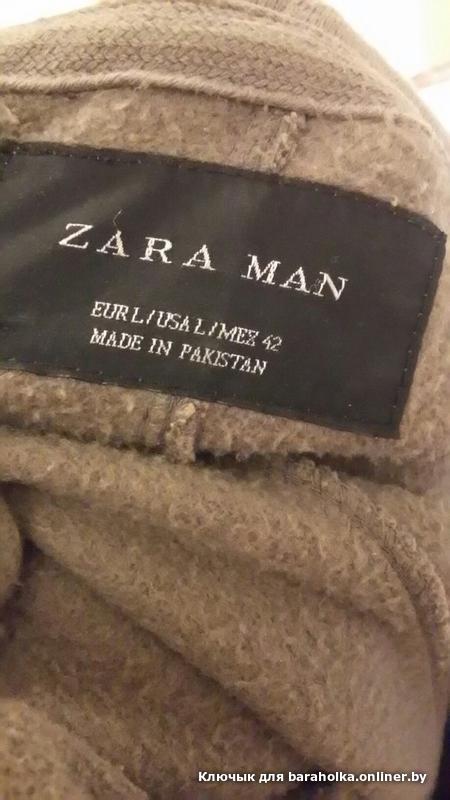 ZARA MAN
EUR L/USA L/MEX 42
MADE IN PAKISTAN
Ключык для baraholka.onliner.by